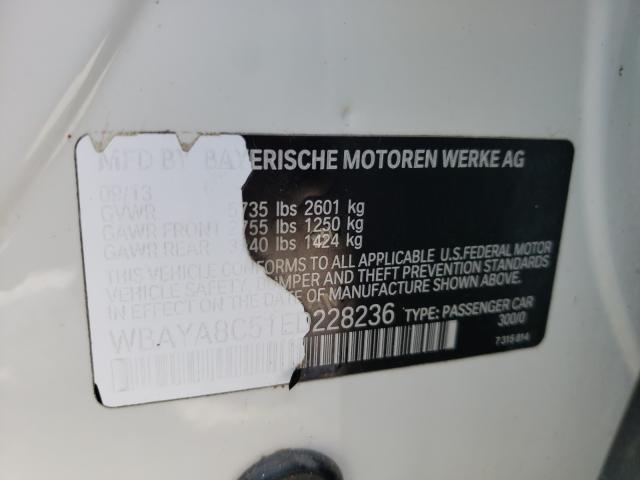 MFD BY BAYERISCHE MOTOREN WERKE AG
09/13
GVWR 5735 lbs 2601 kg
GAWR FRONT 2755 lbs 1250 kg
GAWR REAR 3140 lbs 1424 kg
THIS VEHICLE CONFORMS TO ALL APPLICABLE U.S.FEDERAL MOTOR
VEHICLE SAFETY, BUMPER AND THEFT PREVENTION STANDARDS
IN EFFECT ON THE DATE OF MANUFACTURE SHOWN ABOVE.
WBAYA8C51ED228236 TYPE: PASSENGER CAR
300/0
7 315 814